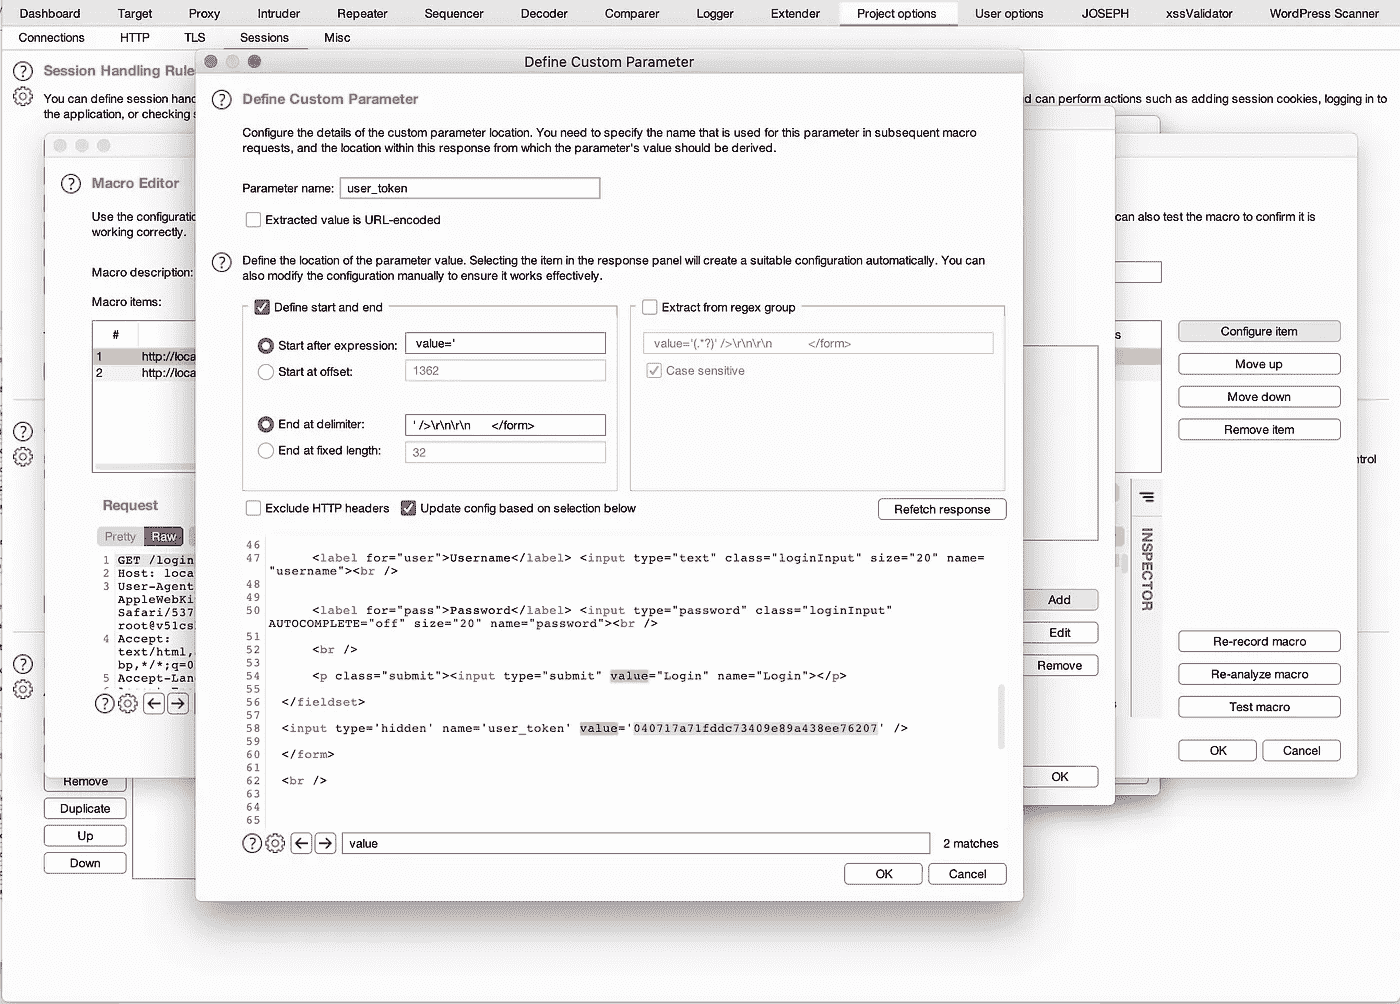 Dashboard Target Proxy Intruder Repeater Sequencer Decoder Comparer Logger Extender Project options User options JOSEPH xssValidator WordPress Scanner
Connections HTTP TLS Sessions Misc
Define Custom Parameter
Session Handling Rule
You can define session hand
the application, or checking s
d can perform actions such as adding session cookies, logging in to
Macro Editor
Use the configuratio
working correctly.
can also test the macro to confirm it is
Macro description:
Macro items:
#
1 http://loca
2 http://loca
Request
Pretty Raw
1 GET /login
2 Host: loca
3 User-Agent
AppleWebKi
Safari/537
root@v51cs
4 Accept:
text/html,
bp,*/*;q=0
5 Accept-Lan
Remove
Duplicate
Up
Down
Define Custom Parameter
Configure the details of the custom parameter location. You need to specify the name that is used for this parameter in subsequent macro
requests, and the location within this response from which the parameter's value should be derived.
Parameter name: user_token
Extracted value is URL-encoded
Define the location of the parameter value. Selecting the item in the response panel will create a suitable configuration automatically. You can
also modify the configuration manually to ensure it works effectively.
Define start and end
Start after expression: value='
Start at offset: 1362
End at delimiter: ' />\r\n\r\n </form>
End at fixed length: 32
Extract from regex group
value='(.*?)' />\r\n\r\n </form>
Case sensitive
Exclude HTTP headers Update config based on selection below Refetch response
46
47 <label for="user">Username</label> <input type="text" class="loginInput" size="20" name=
"username"><br />
48
49
50 <label for="pass">Password</label> <input type="password" class="loginInput"
AUTOCOMPLETE="off" size="20" name="password"><br />
51
52 <br />
53
54 <p class="submit"><input type="submit" value="Login" name="Login"></p>
55
56 </fieldset>
57
58 <input type='hidden' name='user_token' value='040717a71fddc73409e89a438ee76207' />
59
60 </form>
61
62 <br />
63
64
65
value 2 matches
OK Cancel
s
Configure item
Move up
Move down
Remove item
ntrol
INSPECTOR
Add
Edit
Remove
OK
Re-record macro
Re-analyze macro
Test macro
OK Cancel